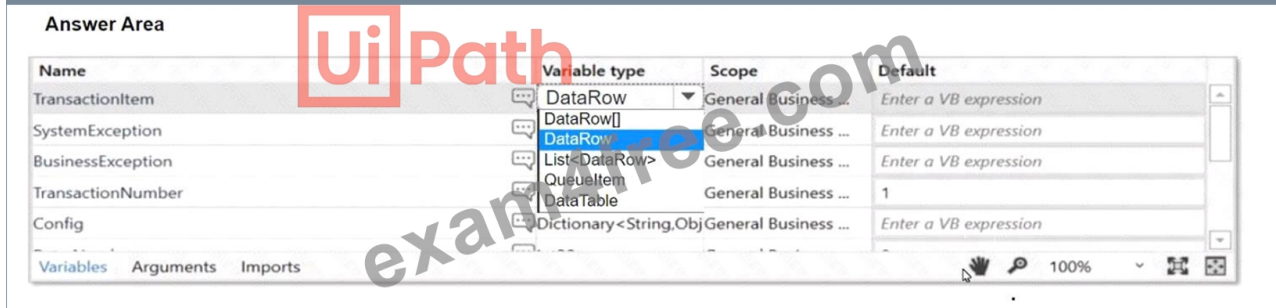 Answer Area
UiPath
Name Variable type Scope Default
TransactionItem DataRow General Business ... Enter a VB expression
DataRow[]
SystemException DataRow General Business ... Enter a VB expression
BusinessException List<DataRow> General Business ... Enter a VB expression
QueueItem
TransactionNumber General Business ... 1
DataTable
Config Dictionary<String,Obj General Business ... Enter a VB expression
Variables Arguments Imports 100%
exam4free.com